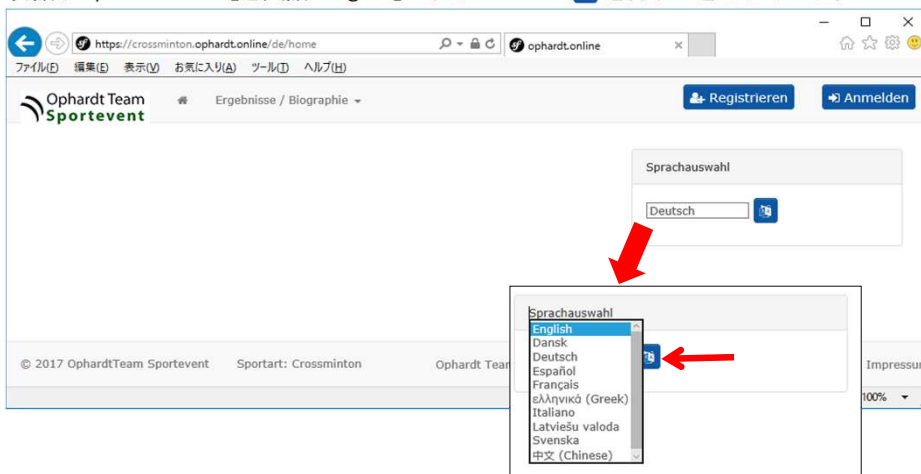 https://crossminton.ophardt.online/de/home
ophardt.online
ファイル(F) 編集(E) 表示(V) お気に入り(A) ツール(T) ヘルプ(H)
Ophardt Team
Sportevent
Ergebnisse / Biographie
Registrieren
Anmelden
Sprachauswahl
Deutsch
Sprachauswahl
English
Dansk
Deutsch
Español
Français
ελληνικά (Greek)
Italiano
Latviešu valoda
Svenska
中文 (Chinese)
© 2017 OphardtTeam Sportevent Sportart: Crossminton Ophardt Tea Impressu
100%